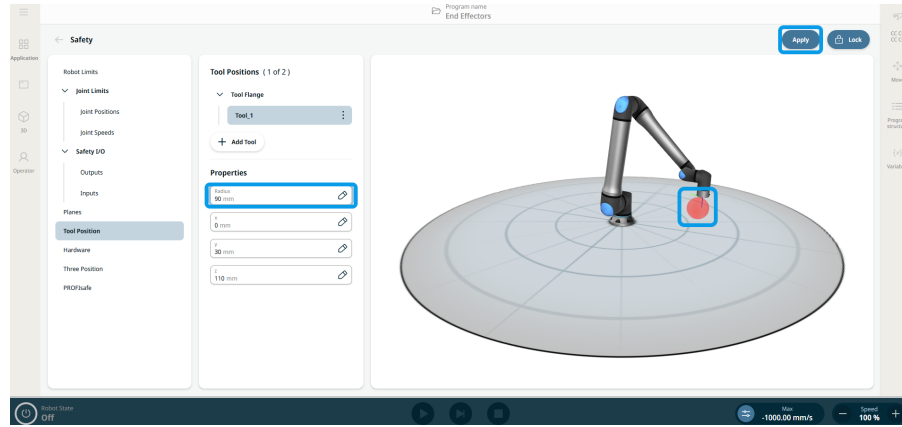 Program name
End Effectors
Safety
Apply
Lock
Application
3D
Operator
Robot Limits
Joint Limits
Joint Positions
Joint Speeds
Safety I/O
Outputs
Inputs
Planes
Tool Position
Hardware
Three Position
PROFIsafe
Tool Positions ( 1 of 2 )
Tool Flange
Tool_1
Add Tool
Properties
Radius
90 mm
x
0 mm
y
30 mm
z
110 mm
Robot State
Off
Max
-1000.00 mm/s
Speed
100 %